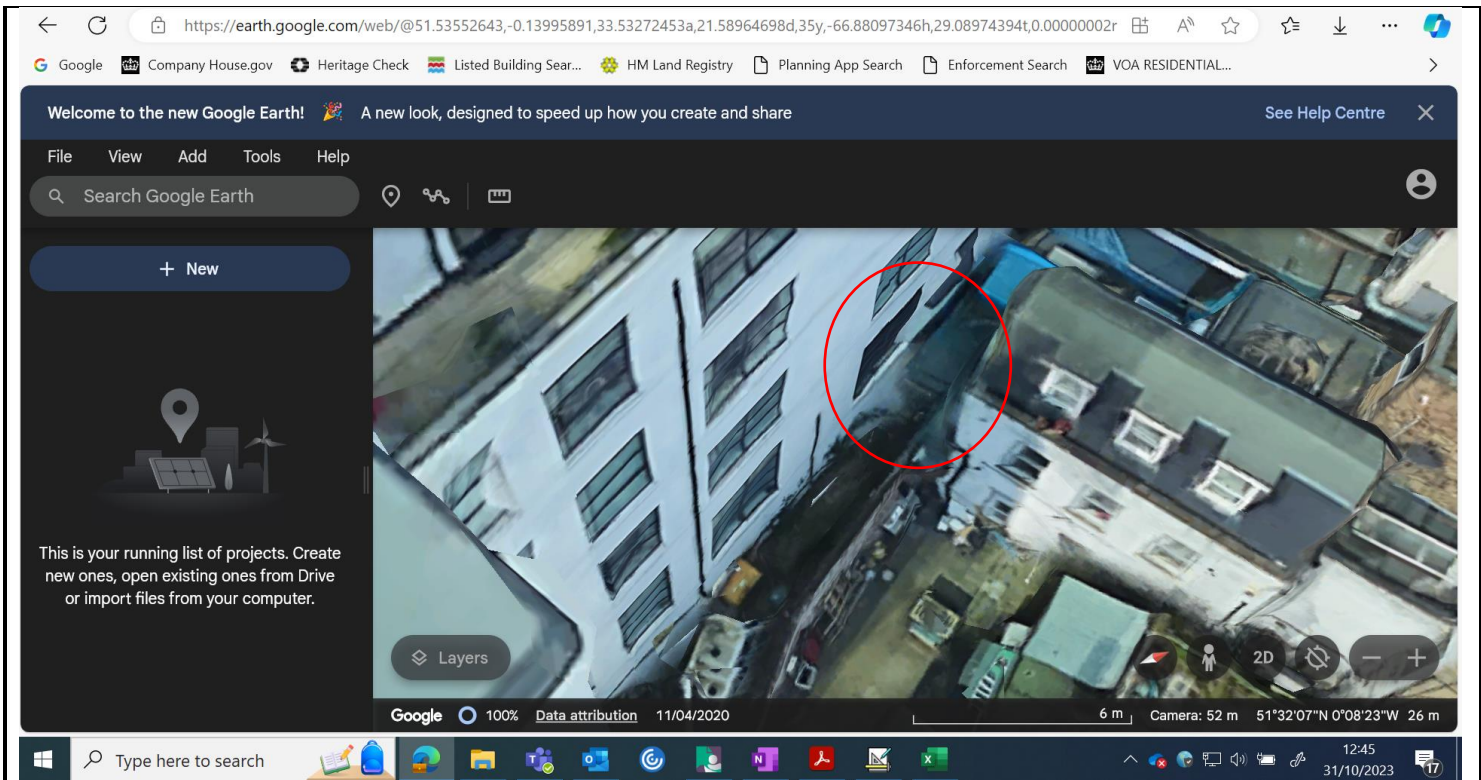 https://earth.google.com/web/@51.53552643,-0.13995891,33.53272453a,21.58964698d,35y,-66.88097346h,29.08974394t,0.00000002r
Google Company House.gov Heritage Check Listed Building Sear... HM Land Registry Planning App Search Enforcement Search VOA RESIDENTIAL...
Welcome to the new Google Earth! A new look, designed to speed up how you create and share See Help Centre
File View Add Tools Help
Search Google Earth
+ New
This is your running list of projects. Create
new ones, open existing ones from Drive
or import files from your computer.
Layers
2D
Google 100% Data attribution 11/04/2020 6 m Camera: 52 m 51°32'07"N 0°08'23"W 26 m
Type here to search
12:45
31/10/2023
17